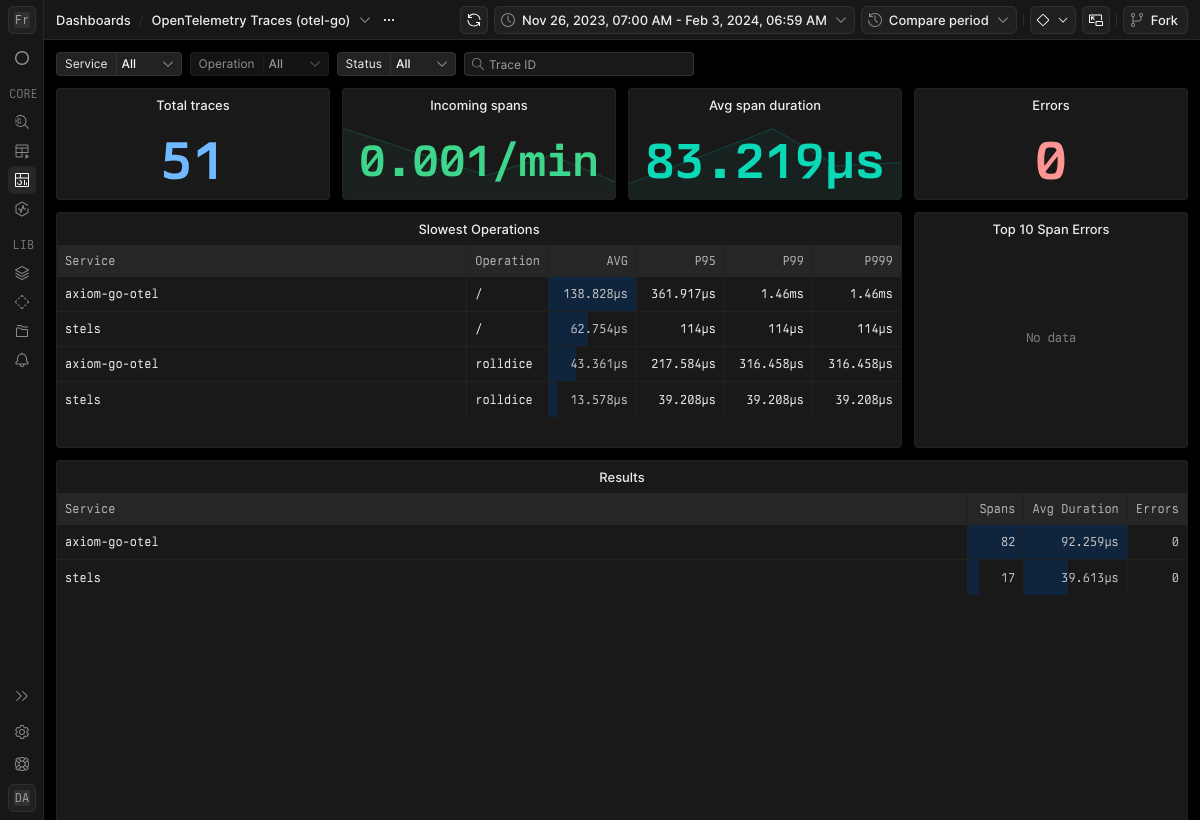 Fr
Dashboards / OpenTelemetry Traces (otel-go) ···
Nov 26, 2023, 07:00 AM - Feb 3, 2024, 06:59 AM
Compare period
Fork
Service All
Operation All
Status All
Trace ID
CORE
LIB
DA
Total traces
51
Incoming spans
0.001/min
Avg span duration
83.219µs
Errors
0
Slowest Operations
Service Operation AVG P95 P99 P999
axiom-go-otel / 138.828µs 361.917µs 1.46ms 1.46ms
stels / 62.754µs 114µs 114µs 114µs
axiom-go-otel rolldice 43.361µs 217.584µs 316.458µs 316.458µs
stels rolldice 13.578µs 39.208µs 39.208µs 39.208µs
Top 10 Span Errors
No data
Results
Service Spans Avg Duration Errors
axiom-go-otel 82 92.259µs 0
stels 17 39.613µs 0